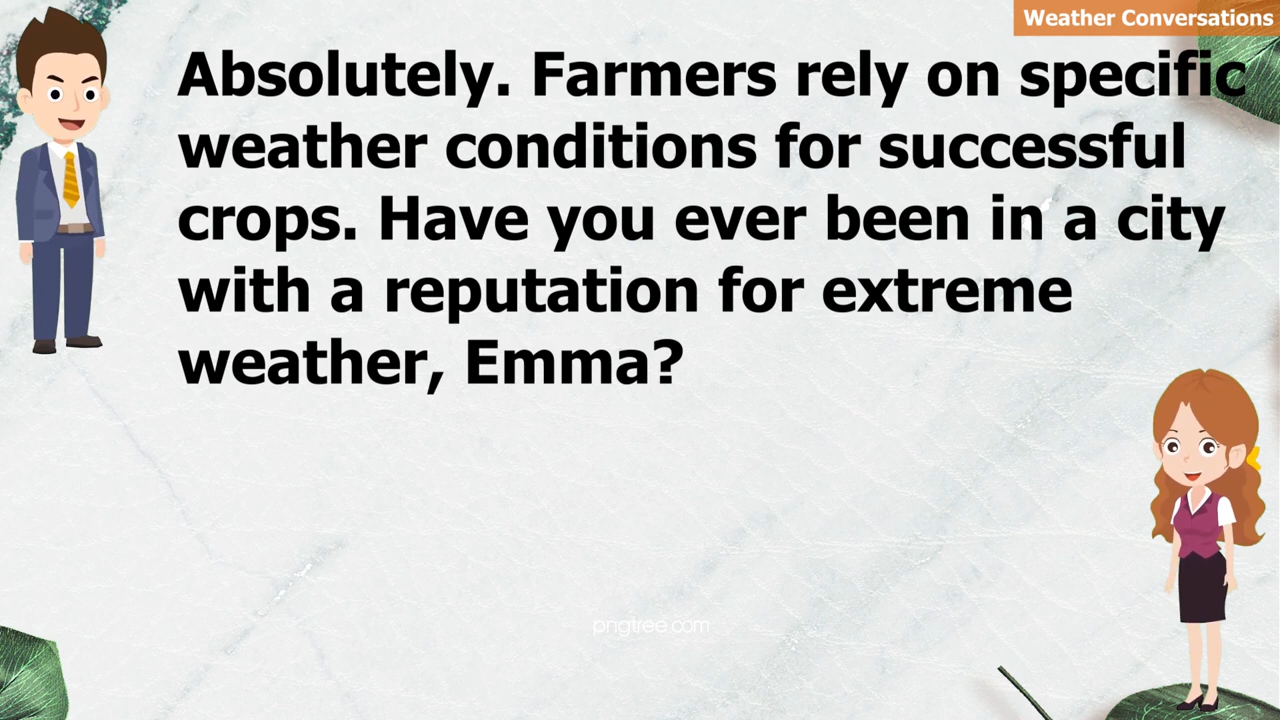 Weather Conversations
Absolutely. Farmers rely on specific
weather conditions for successful
crops. Have you ever been in a city
with a reputation for extreme
weather, Emma?
pngtree.com